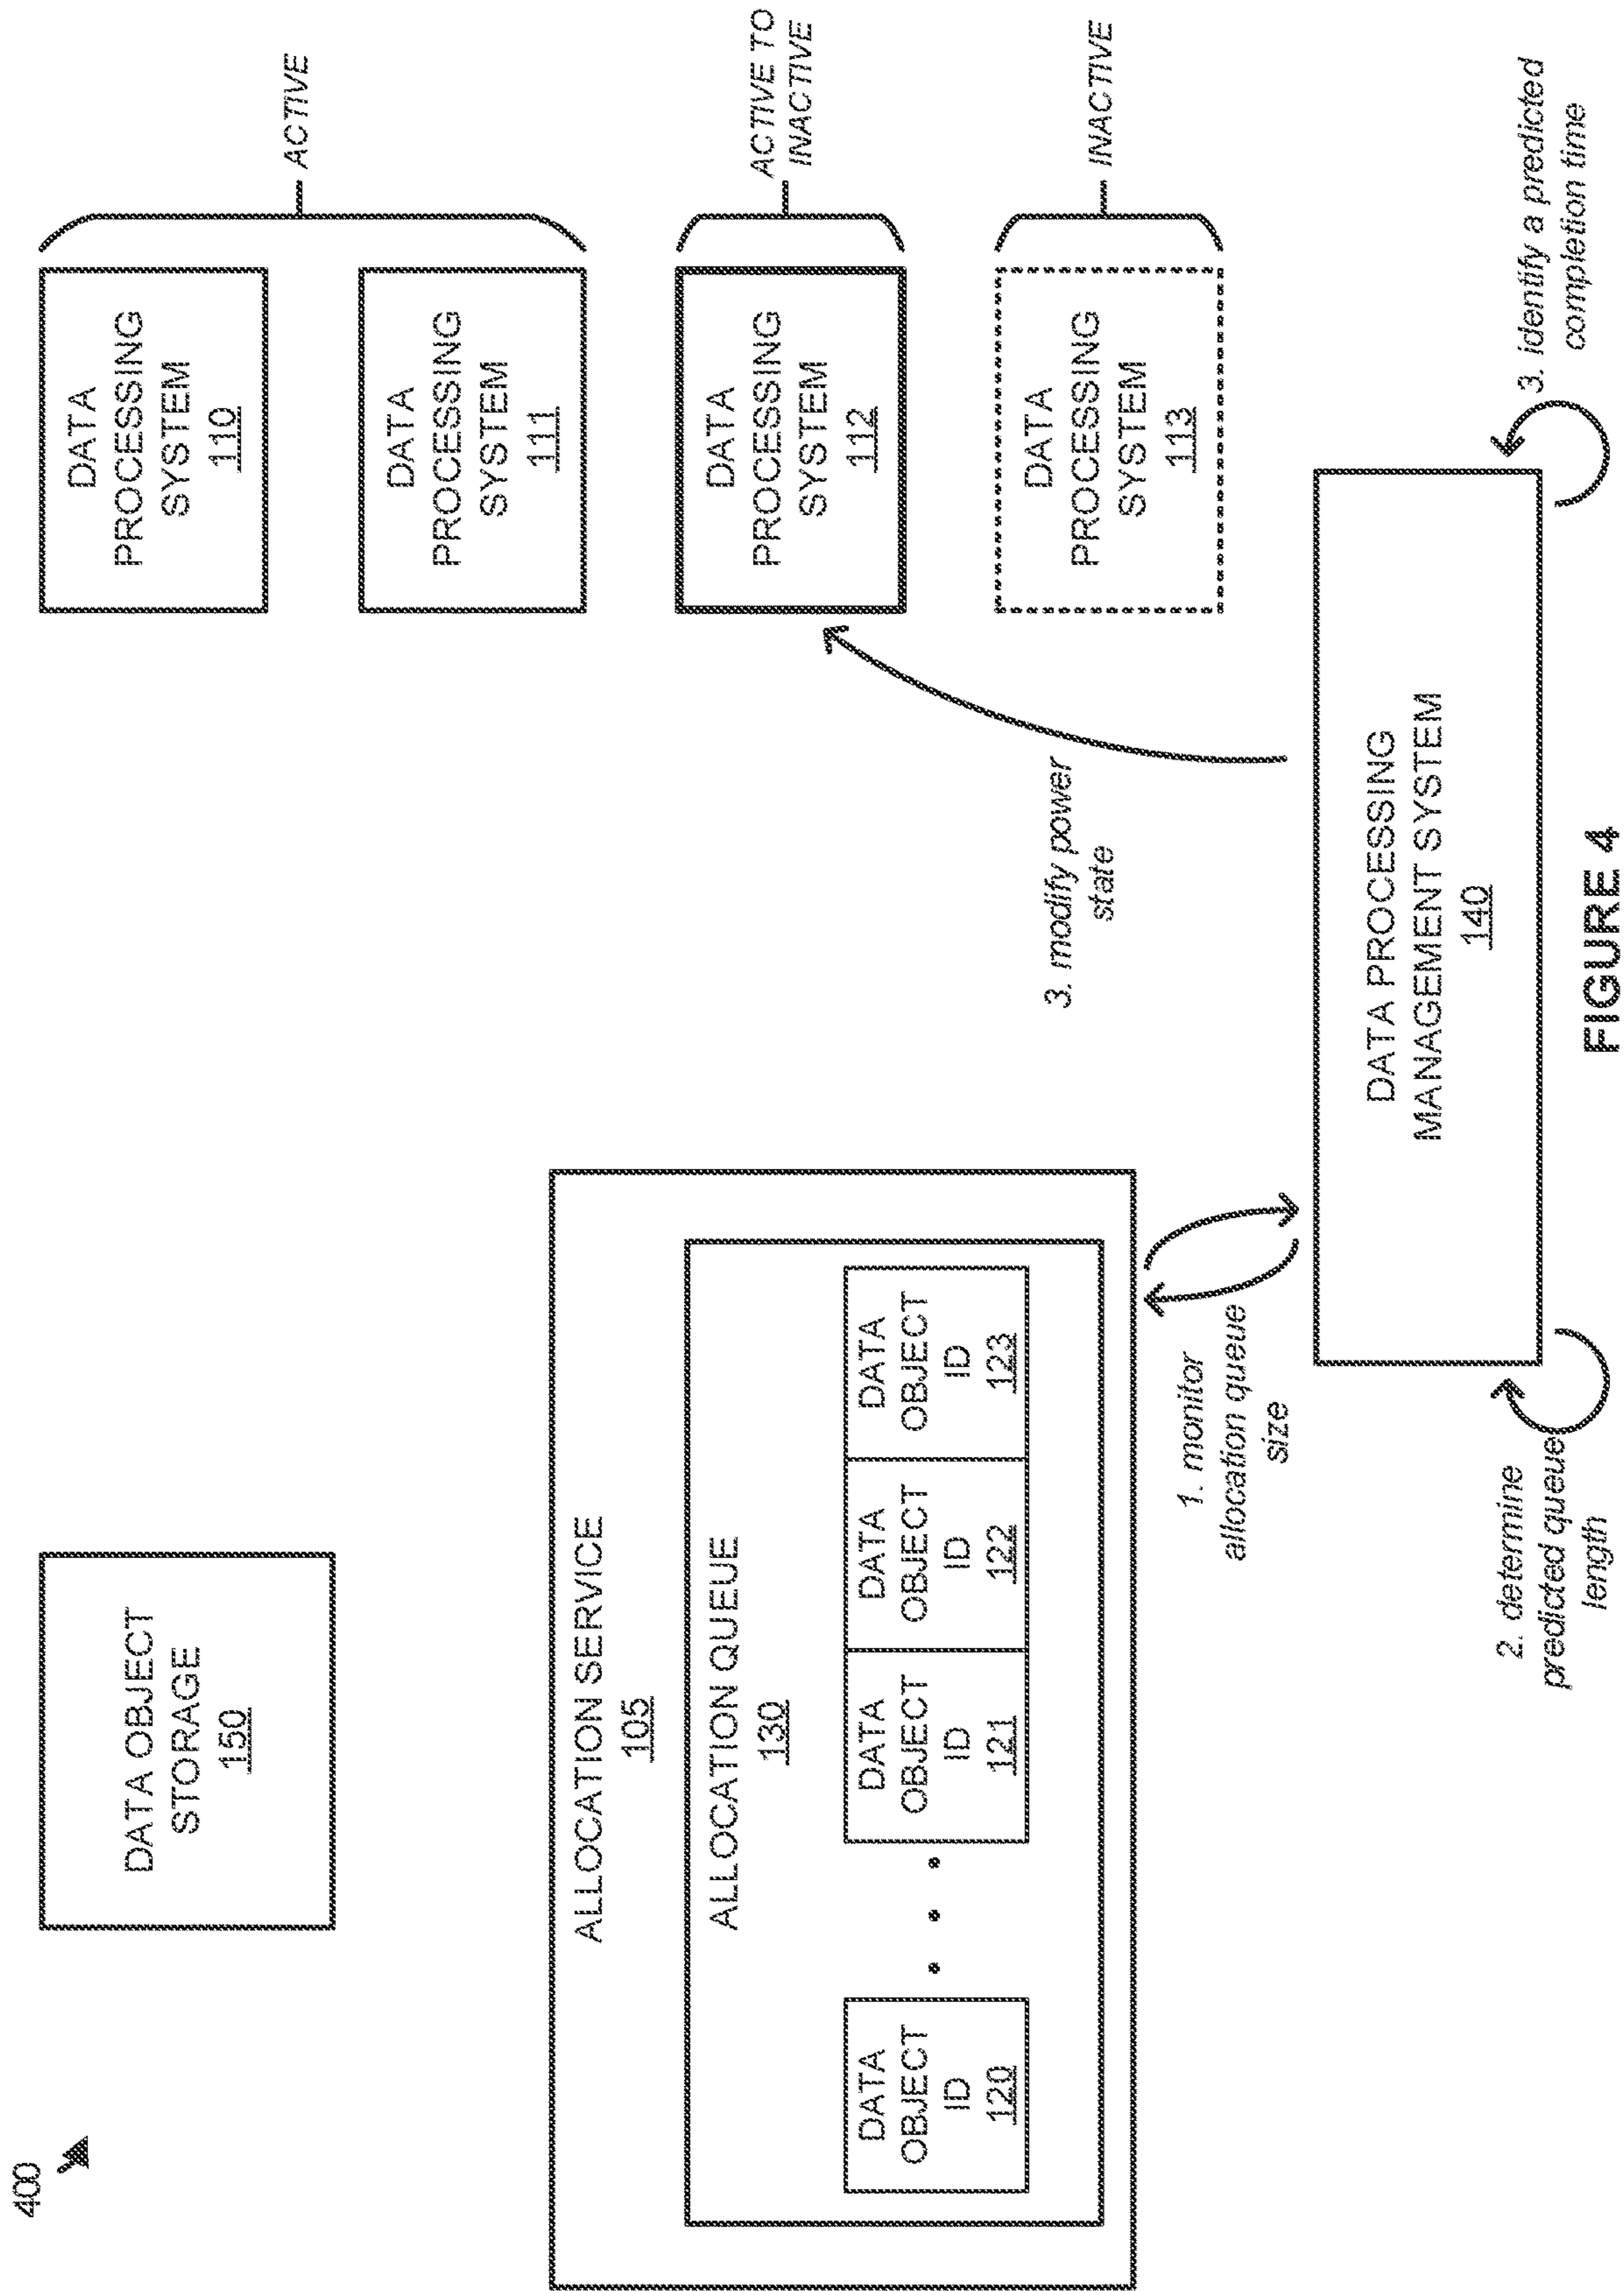 400
DATA OBJECT
STORAGE
150
ALLOCATION SERVICE
105
ALLOCATION QUEUE
130
DATA
OBJECT
ID
120
DATA
OBJECT
ID
121
DATA
OBJECT
ID
122
DATA
OBJECT
ID
123
1. monitor
allocation queue
size
2. determine
predicted queue
length
DATA PROCESSING
MANAGEMENT SYSTEM
140
3. identify a predicted
completion time
3. modify power
state
DATA
PROCESSING
SYSTEM
110
DATA
PROCESSING
SYSTEM
111
ACTIVE
DATA
PROCESSING
SYSTEM
112
ACTIVE TO
INACTIVE
DATA
PROCESSING
SYSTEM
113
INACTIVE
FIGURE 4